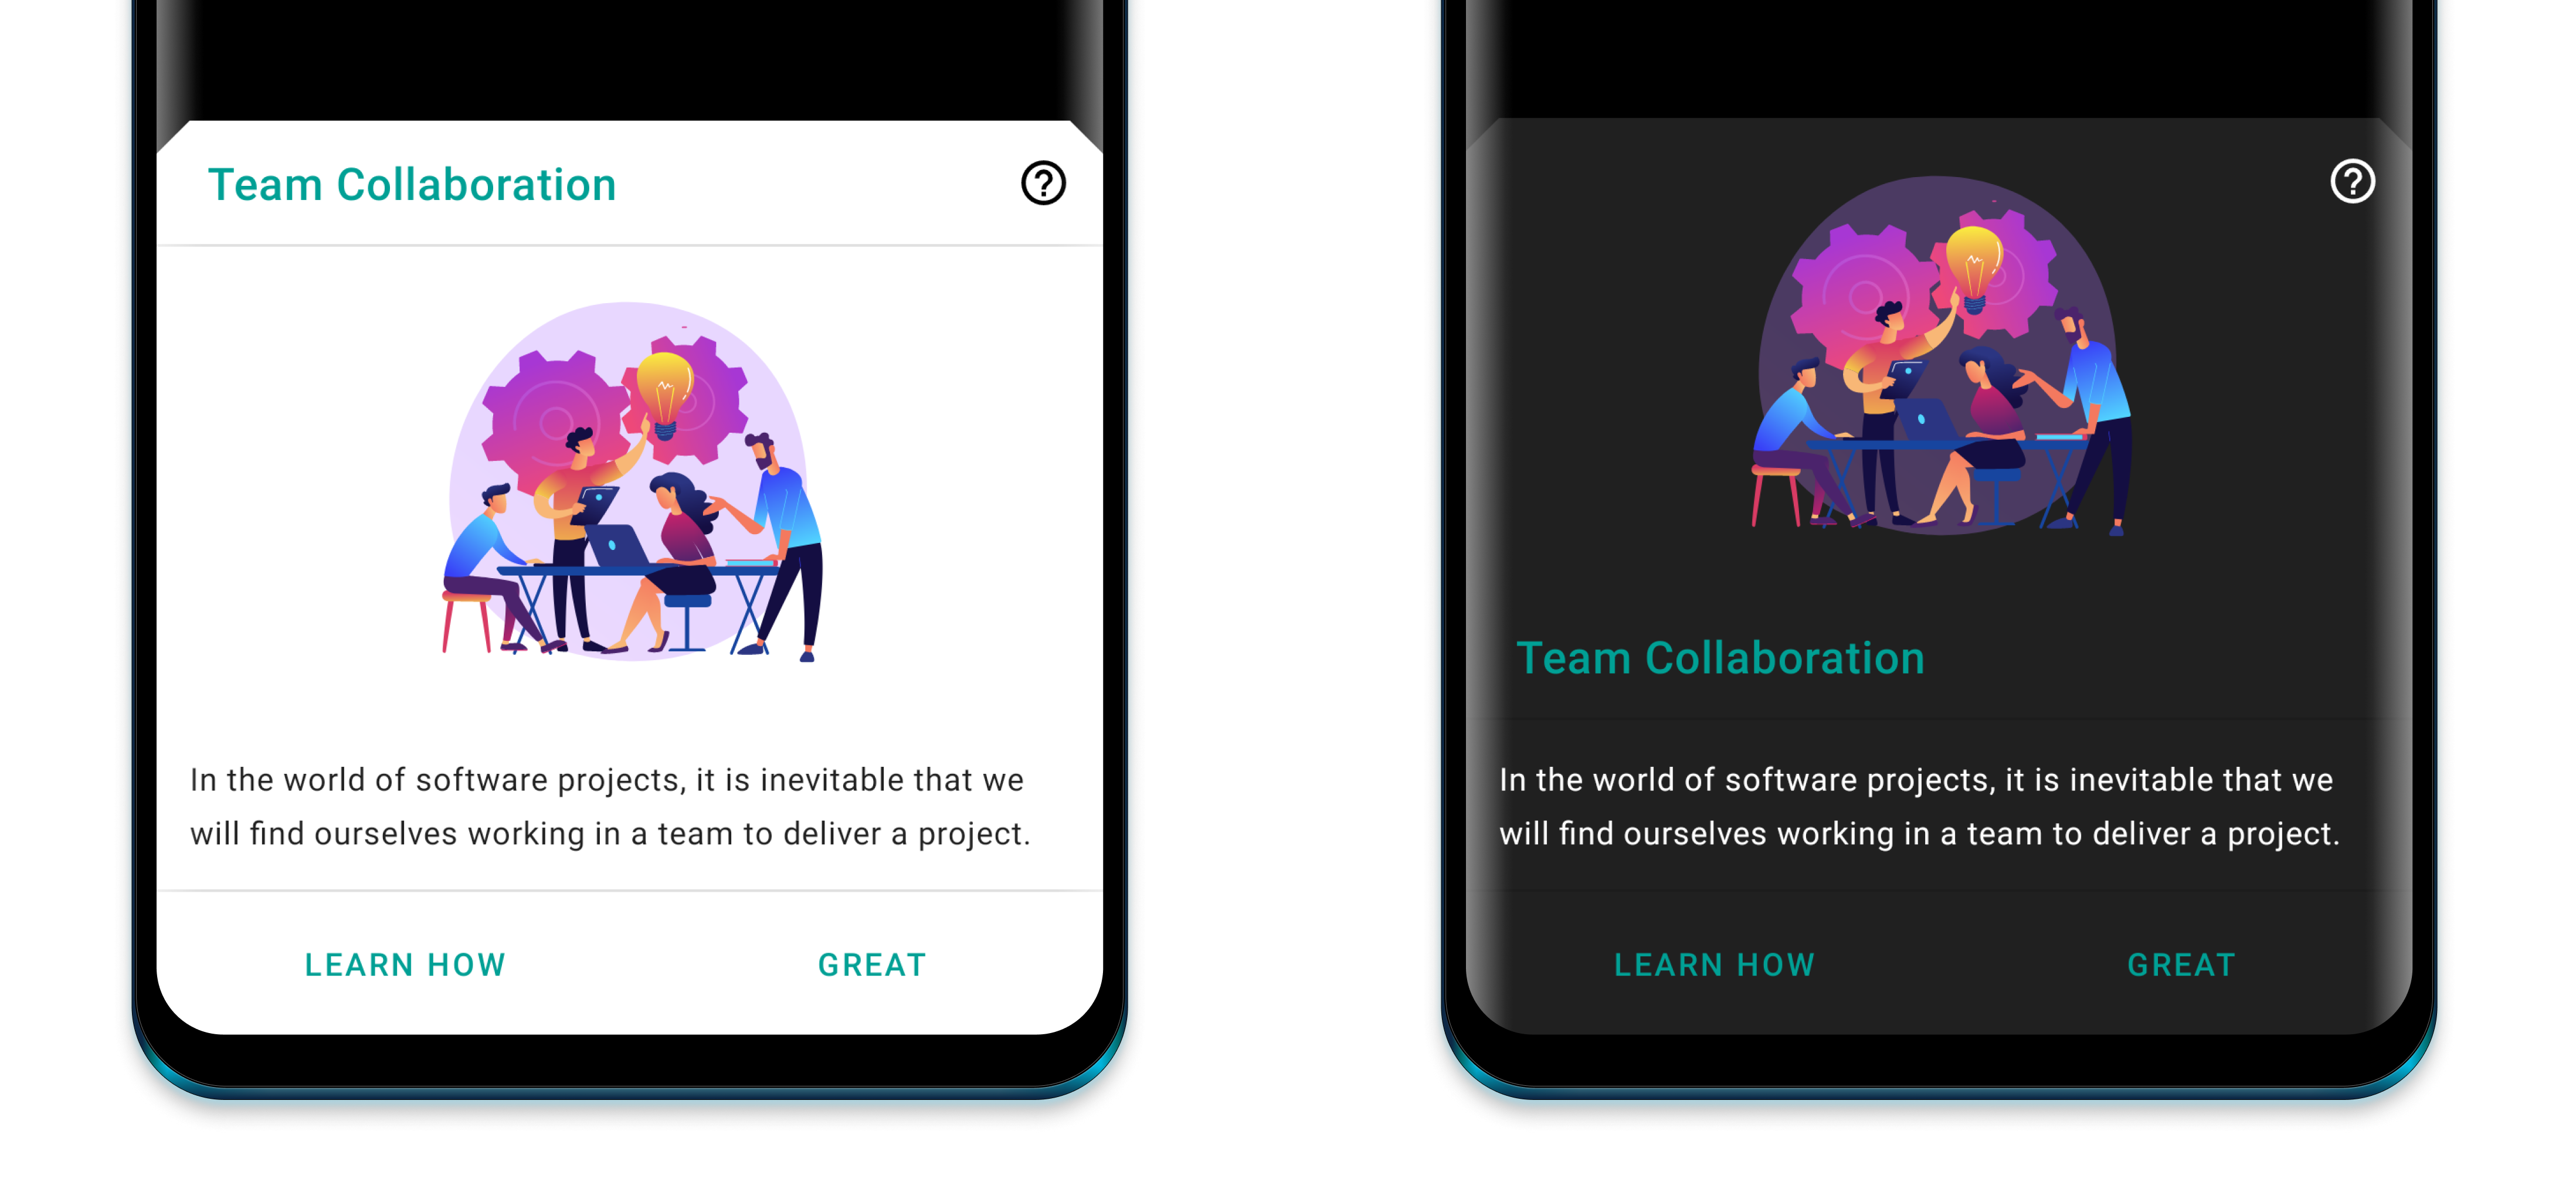 Team Collaboration
In the world of software projects, it is inevitable that we
will find ourselves working in a team to deliver a project.
LEARN HOW
GREAT
Team Collaboration
In the world of software projects, it is inevitable that we
will find ourselves working in a team to deliver a project.
LEARN HOW
GREAT